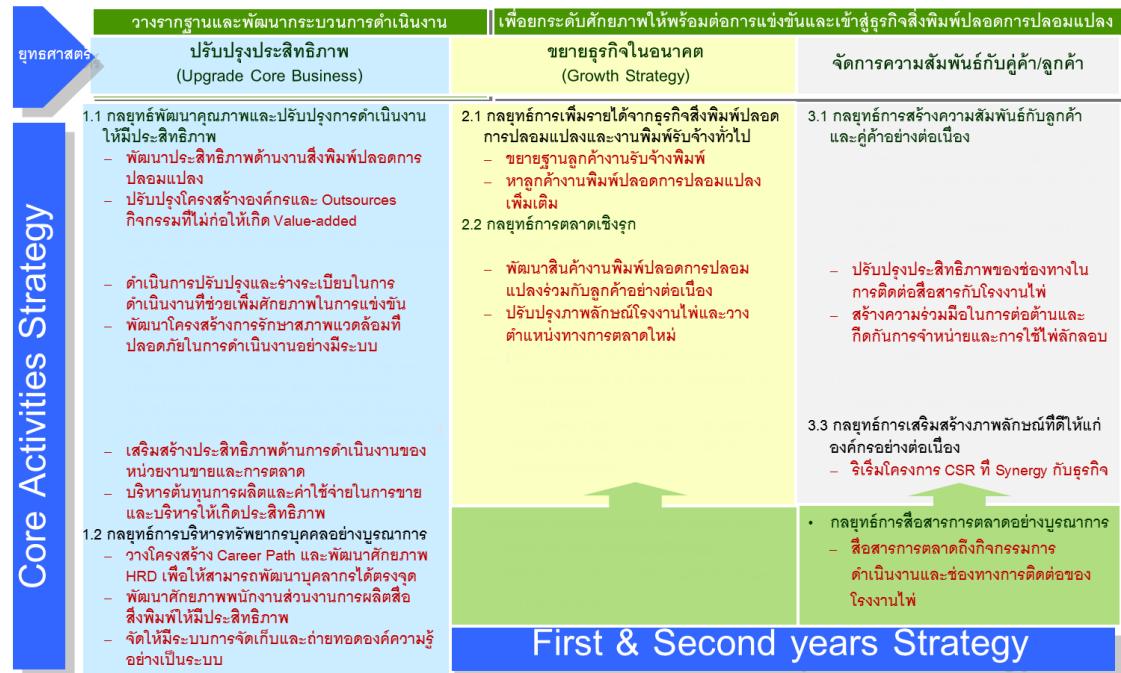 วางรากฐานและพัฒนากระบวนการดำเนินงาน
เพื่อยกระดับศักยภาพให้พร้อมต่อการแข่งขันและเข้าสู่ธุรกิจสิ่งพิมพ์ปลอดการปลอมแปลง
ยุทธศาสตร์
ปรับปรุงประสิทธิภาพ
(Upgrade Core Business)
ขยายธุรกิจในอนาคต
(Growth Strategy)
จัดการความสัมพันธ์กับคู่ค้า/ลูกค้า
Core Activities Strategy
1.1 กลยุทธ์พัฒนาคุณภาพและปรับปรุงการดำเนินงาน
ให้มีประสิทธิภาพ
– พัฒนาประสิทธิภาพด้านงานสิ่งพิมพ์ปลอดการ
ปลอมแปลง
– ปรับปรุงโครงสร้างองค์กรและ Outsources
กิจกรรมที่ไม่ก่อให้เกิด Value-added
– ดำเนินการปรับปรุงและร่างระเบียบในการ
ดำเนินงานที่ช่วยเพิ่มศักยภาพในการแข่งขัน
– พัฒนาโครงสร้างการรักษาสภาพแวดล้อมที่
ปลอดภัยในการดำเนินงานอย่างมีระบบ
– เสริมสร้างประสิทธิภาพด้านการดำเนินงานของ
หน่วยงานขายและการตลาด
– บริหารต้นทุนการผลิตและค่าใช้จ่ายในการขาย
และบริหารให้เกิดประสิทธิภาพ
1.2 กลยุทธ์การบริหารทรัพยากรบุคคลอย่างบูรณาการ
– วางโครงสร้าง Career Path และพัฒนาศักยภาพ
HRD เพื่อให้สามารถพัฒนาบุคลากรได้ตรงจุด
– พัฒนาศักยภาพพนักงานส่วนงานการผลิตสื่อ
สิ่งพิมพ์ให้มีประสิทธิภาพ
– จัดให้มีระบบการจัดเก็บและถ่ายทอดองค์ความรู้
อย่างเป็นระบบ
2.1 กลยุทธ์การเพิ่มรายได้จากธุรกิจสิ่งพิมพ์ปลอด
การปลอมแปลงและงานพิมพ์รับจ้างทั่วไป
– ขยายฐานลูกค้างานรับจ้างพิมพ์
– หาลูกค้างานพิมพ์ปลอดการปลอมแปลง
เพิ่มเติม
2.2 กลยุทธ์การตลาดเชิงรุก
– พัฒนาสินค้างานพิมพ์ปลอดการปลอม
แปลงร่วมกับลูกค้าอย่างต่อเนื่อง
– ปรับปรุงภาพลักษณ์โรงงานไพ่และวาง
ตำแหน่งทางการตลาดใหม่
3.1 กลยุทธ์การสร้างความสัมพันธ์กับลูกค้า
และคู่ค้าอย่างต่อเนื่อง
– ปรับปรุงประสิทธิภาพของช่องทางใน
การติดต่อสื่อสารกับโรงงานไพ่
– สร้างความร่วมมือในการต่อต้านและ
กีดกันการจำหน่ายและการใช้ไพ่ลักลอบ
3.3 กลยุทธ์การเสริมสร้างภาพลักษณ์ที่ดีให้แก่
องค์กรอย่างต่อเนื่อง
– ริเริ่มโครงการ CSR ที่ Synergy กับธุรกิจ
• กลยุทธ์การสื่อสารการตลาดอย่างบูรณาการ
– สื่อสารการตลาดถึงกิจกรรมการ
ดำเนินงานและช่องทางการติดต่อของ
โรงงานไพ่
First & Second years Strategy